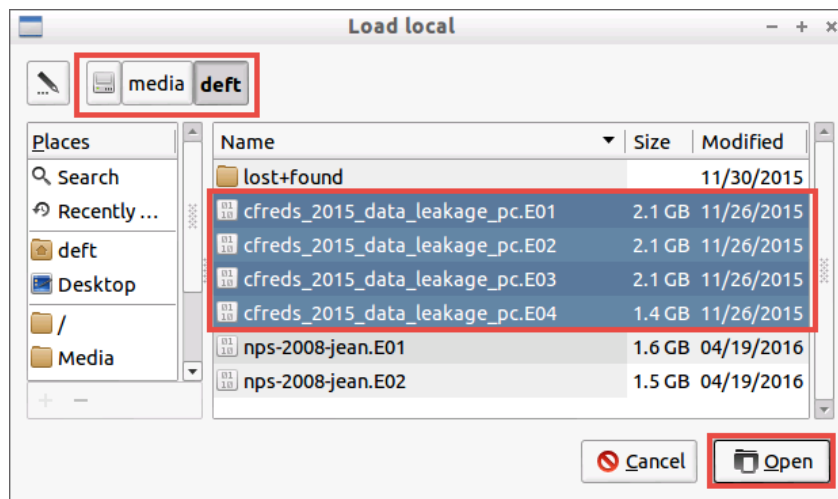 Load local
media deft
Places Name Size Modified
Search lost+found 11/30/2015
Recently ... cfreds_2015_data_leakage_pc.E01 2.1 GB 11/26/2015
cfreds_2015_data_leakage_pc.E02 2.1 GB 11/26/2015
deft cfreds_2015_data_leakage_pc.E03 2.1 GB 11/26/2015
Desktop cfreds_2015_data_leakage_pc.E04 1.4 GB 11/26/2015
/ nps-2008-jean.E01 1.6 GB 04/19/2016
Media nps-2008-jean.E02 1.5 GB 04/19/2016
Cancel Open